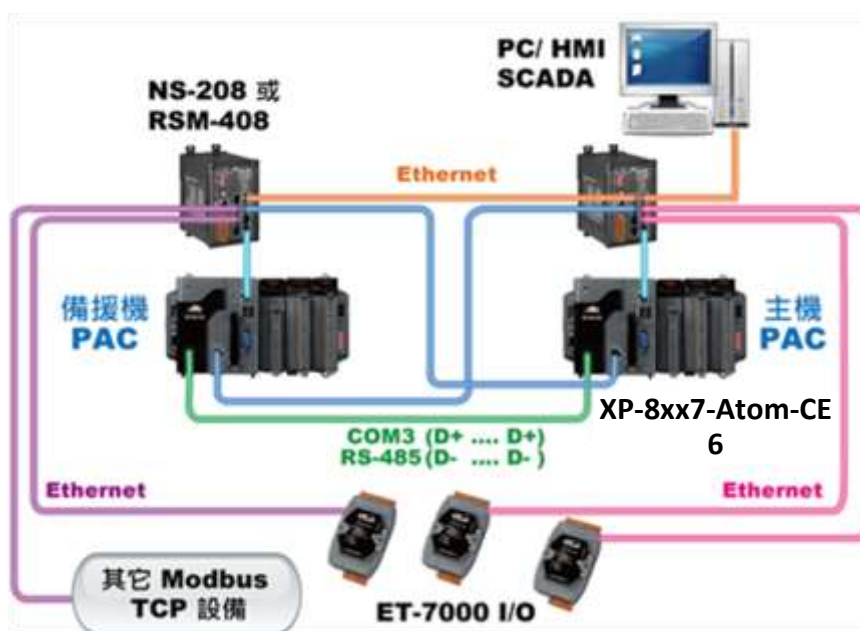 PC/ HMI
SCADA
NS-208 或
RSM-408
Ethernet
備援機
PAC
主機
PAC
XP-8xx7-Atom-CE
6
COM3 (D+ .... D+)
RS-485 (D- .... D- )
Ethernet
Ethernet
其它 Modbus
TCP 設備
ET-7000 I/O